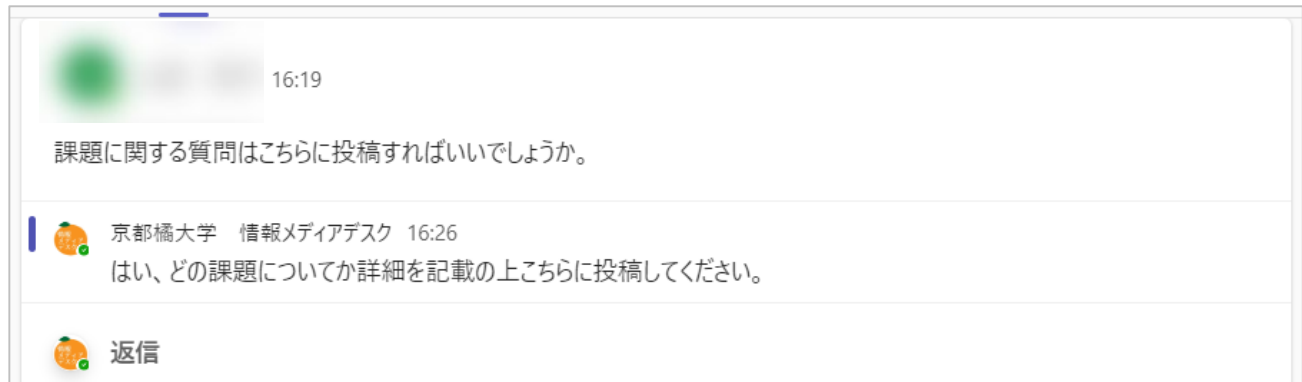 16:19
課題に関する質問はこちらに投稿すればいいでしょうか。
京都橘大学　情報メディアデスク 16:26
はい、どの課題についてか詳細を記載の上こちらに投稿してください。
返信